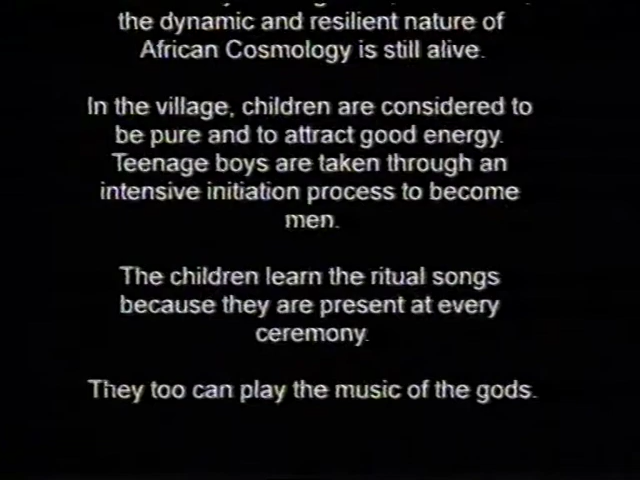 the dynamic and resilient nature of
African Cosmology is still alive.
In the village, children are considered to
be pure and to attract good energy.
Teenage boys are taken through an
intensive initiation process to become
men.
The children learn the ritual songs
because they are present at every
ceremony.
They too can play the music of the gods.